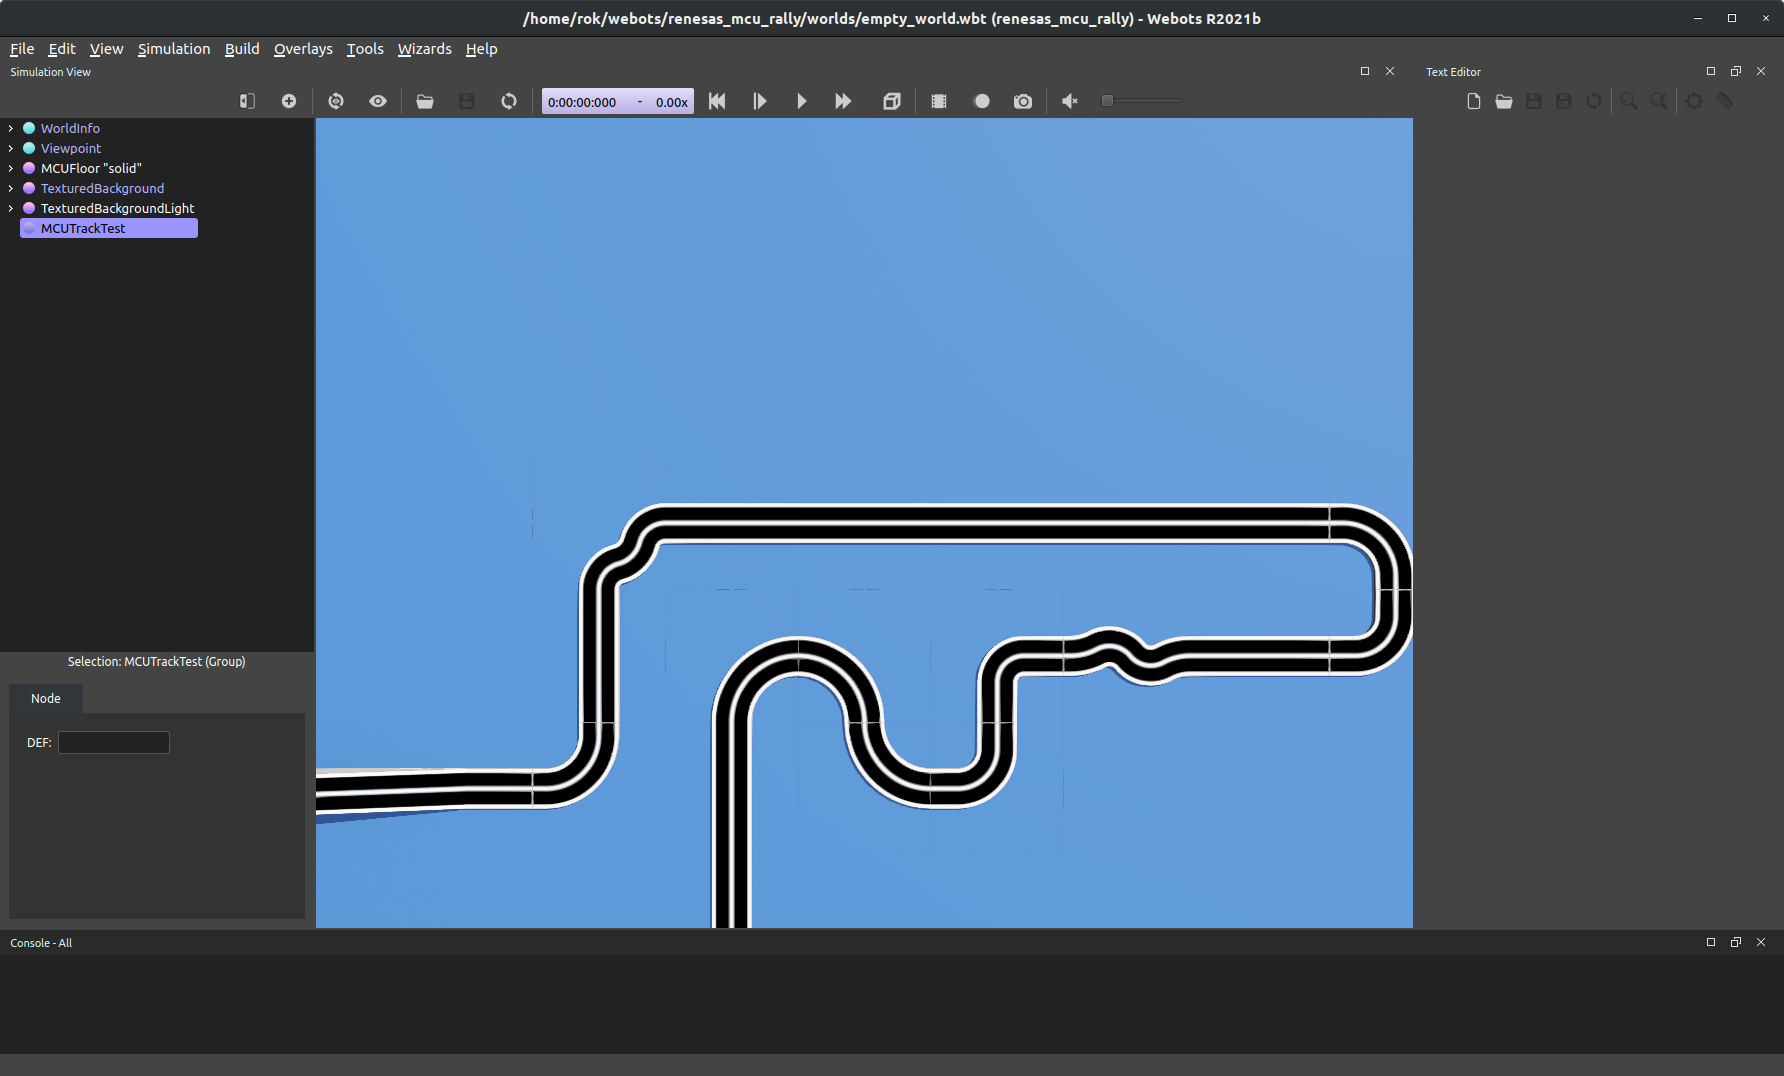 /home/rok/webots/renesas_mcu_rally/worlds/empty_world.wbt (renesas_mcu_rally) - Webots R2021b
File Edit View Simulation Build Overlays Tools Wizards Help
Simulation View
Text Editor
0:00:00:000 - 0.00x
WorldInfo
Viewpoint
MCUFloor "solid"
TexturedBackground
TexturedBackgroundLight
MCUTrackTest
Selection: MCUTrackTest (Group)
Node
DEF:
Console - All